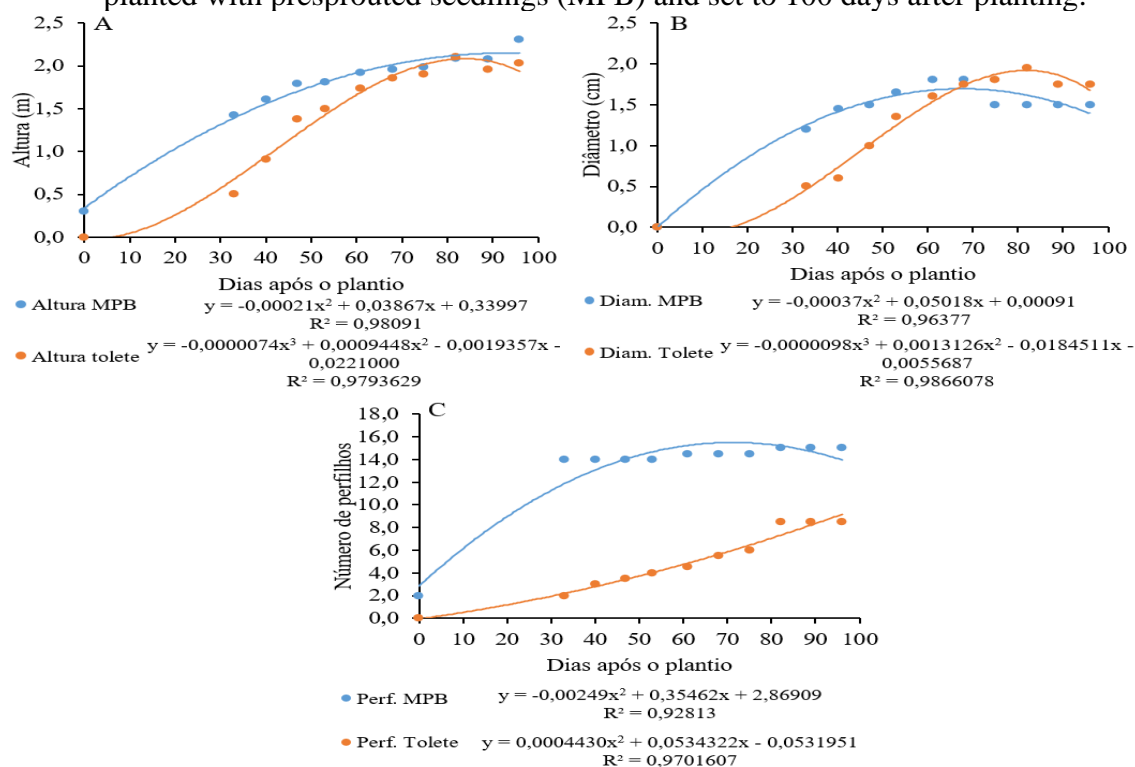 planted with presprouted seedlings (MPB) and set to 100 days after planting.
A
2,5
2,0
1,5
1,0
0,5
0,0
Altura (m)
0 10 20 30 40 50 60 70 80 90 100
Dias após o plantio
Altura MPB
y = -0,00021x² + 0,03867x + 0,33997
R² = 0,98091
Altura tolete
y = -0,0000074x³ + 0,0009448x² - 0,0019357x -
0,0221000
R² = 0,9793629
B
2,5
2,0
1,5
1,0
0,5
0,0
Diâmetro (cm)
0 10 20 30 40 50 60 70 80 90 100
Dias após o plantio
Diam. MPB
y = -0,00037x² + 0,05018x + 0,00091
R² = 0,96377
Diam. Tolete
y = -0,0000098x³ + 0,0013126x² - 0,0184511x -
0,0055687
R² = 0,9866078
C
18,0
16,0
14,0
12,0
10,0
8,0
6,0
4,0
2,0
0,0
Número de perfilhos
0 10 20 30 40 50 60 70 80 90 100
Dias após o plantio
Perf. MPB
y = -0,00249x² + 0,35462x + 2,86909
R² = 0,92813
Perf. Tolete
y = 0,0004430x² + 0,0534322x - 0,0531951
R² = 0,9701607